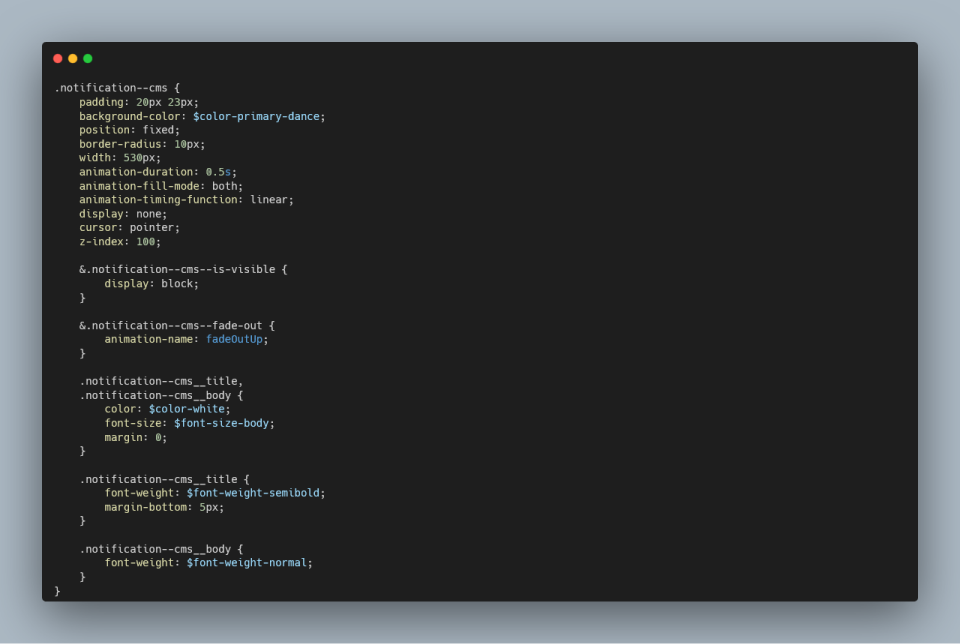 .notification--cms {
    padding: 20px 23px;
    background-color: $color-primary-dance;
    position: fixed;
    border-radius: 10px;
    width: 530px;
    animation-duration: 0.5s;
    animation-fill-mode: both;
    animation-timing-function: linear;
    display: none;
    cursor: pointer;
    z-index: 100;

    &.notification--cms--is-visible {
        display: block;
    }

    &.notification--cms--fade-out {
        animation-name: fadeOutUp;
    }

    .notification--cms__title,
    .notification--cms__body {
        color: $color-white;
        font-size: $font-size-body;
        margin: 0;
    }

    .notification--cms__title {
        font-weight: $font-weight-semibold;
        margin-bottom: 5px;
    }

    .notification--cms__body {
        font-weight: $font-weight-normal;
    }
}